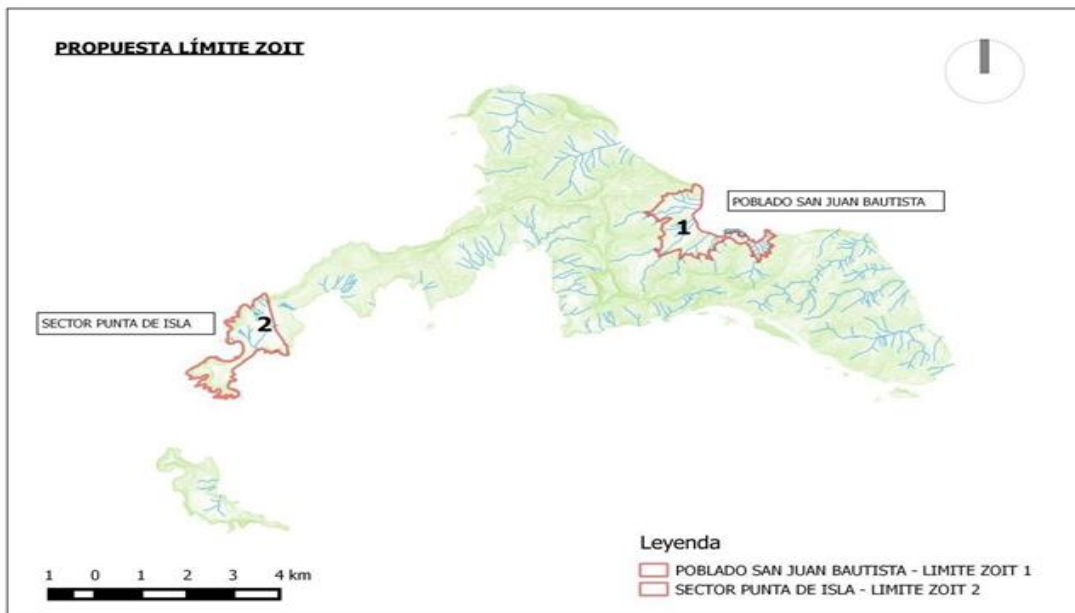 PROPUESTA LÍMITE ZOIT
POBLADO SAN JUAN BAUTISTA
1
SECTOR PUNTA DE ISLA
2
Leyenda
POBLADO SAN JUAN BAUTISTA - LIMITE ZOIT 1
SECTOR PUNTA DE ISLA - LIMITE ZOIT 2
1 0 1 2 3 4 km